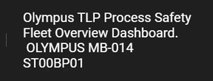 Olympus TLP Process Safety
Fleet Overview Dashboard.
OLYMPUS MB-014
ST00BP01